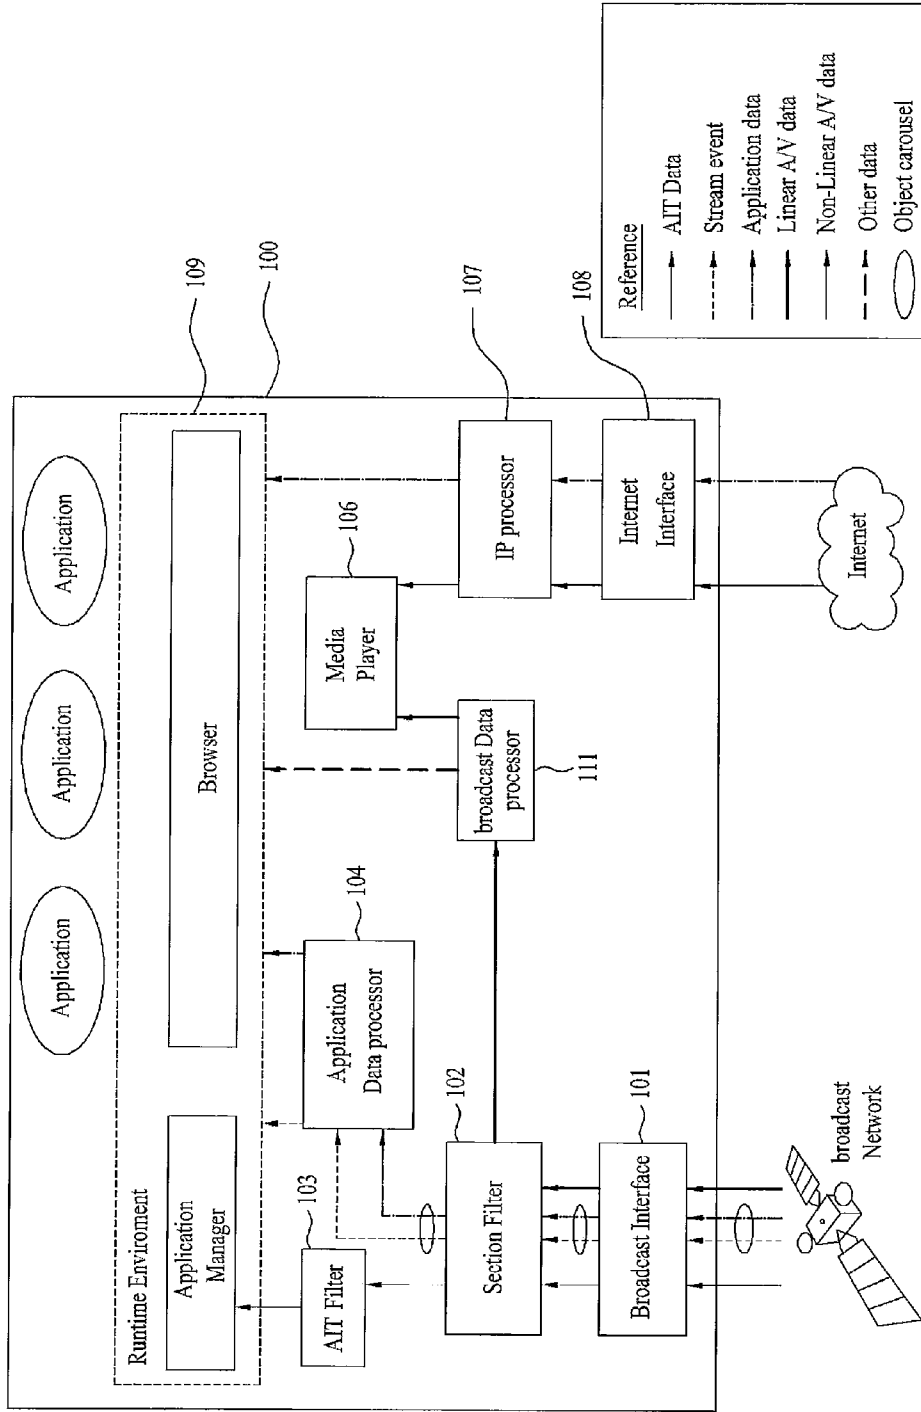 Application
Application
Application
109
100
Runtime Enviroment
Application
Manager
Browser
103
AIT Filter
Application
Data processor
104
Media
Player
106
102
Section Filter
broadcast Data
processor
111
IP processor
107
101
Broadcast Interface
Internet
Interface
108
broadcast
Network
Internet
Reference
AIT Data
Stream event
Application data
Linear A/V data
Non-Linear A/V data
Other data
Object carousel